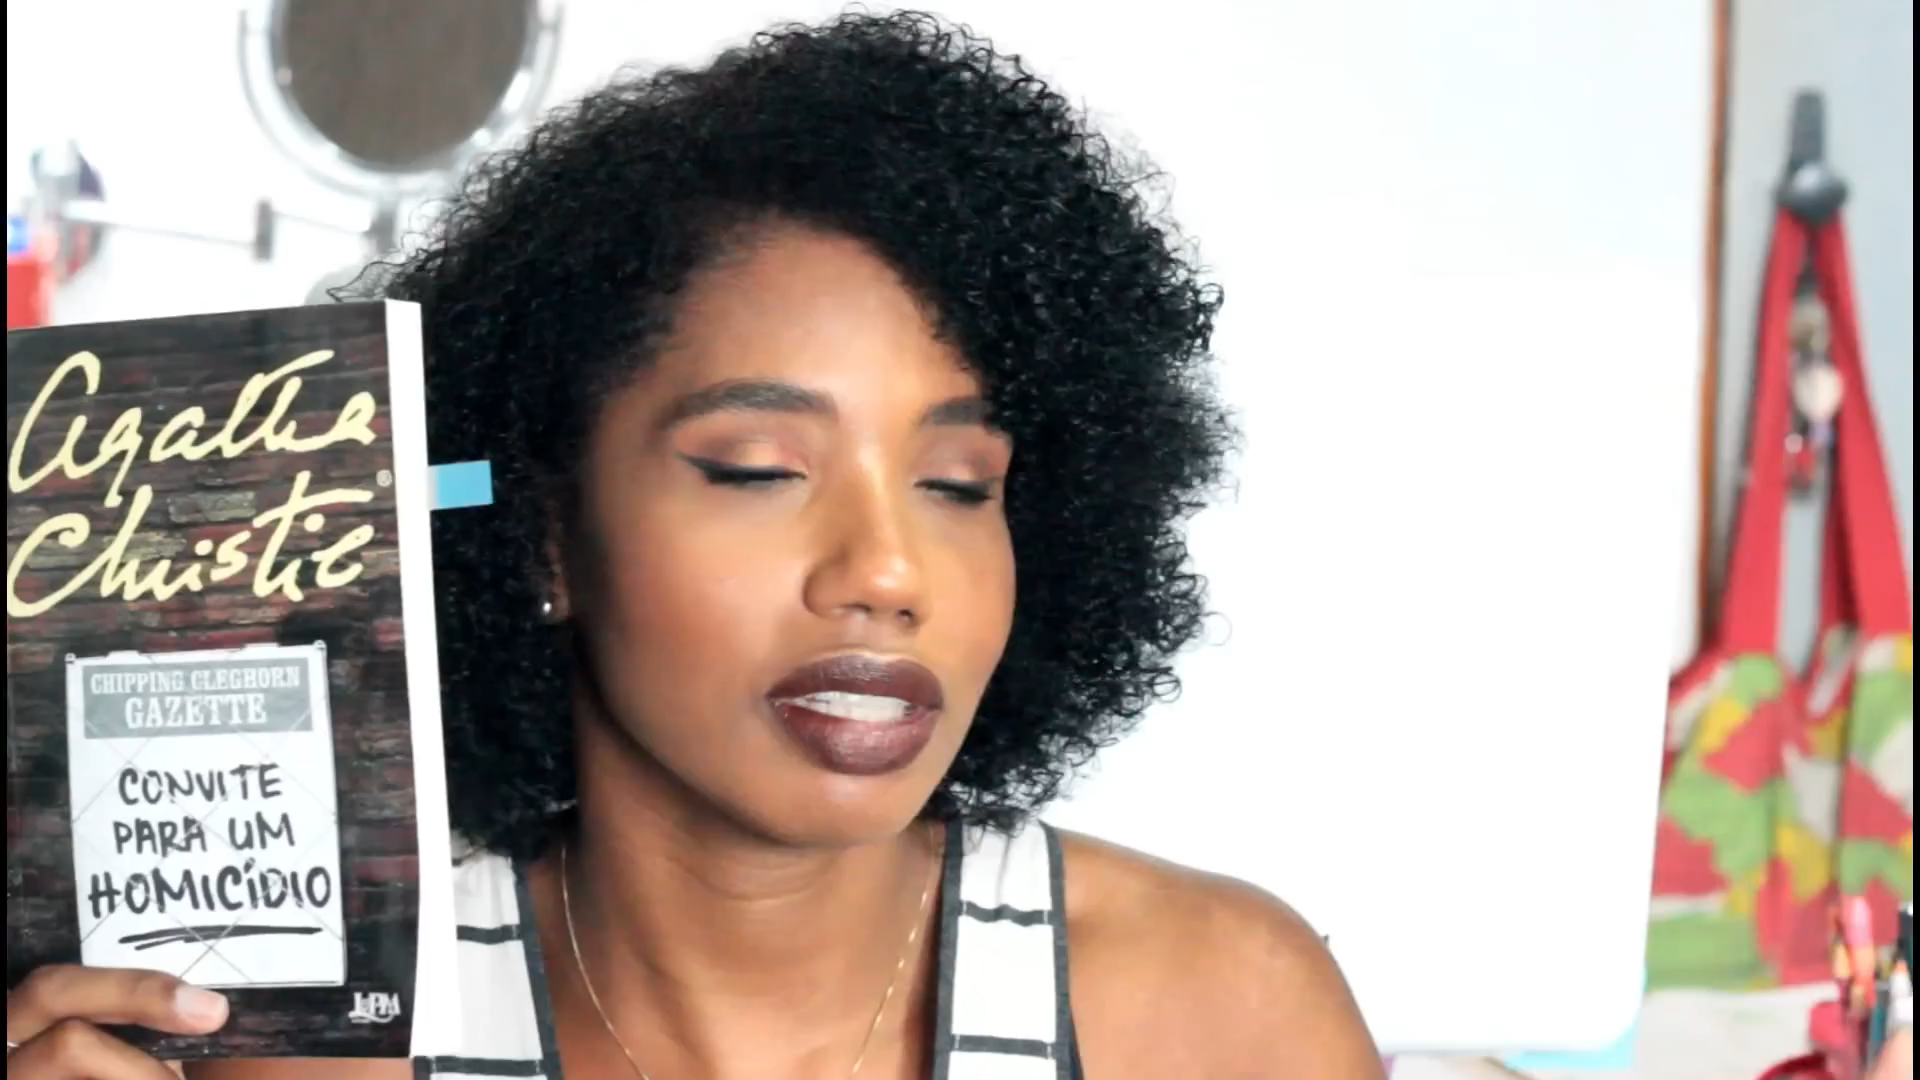 Agatha
Christie®
CHIPPING CLEGHORN
GAZETTE
CONVITE
PARA UM
HOMICÍDIO
L&PM